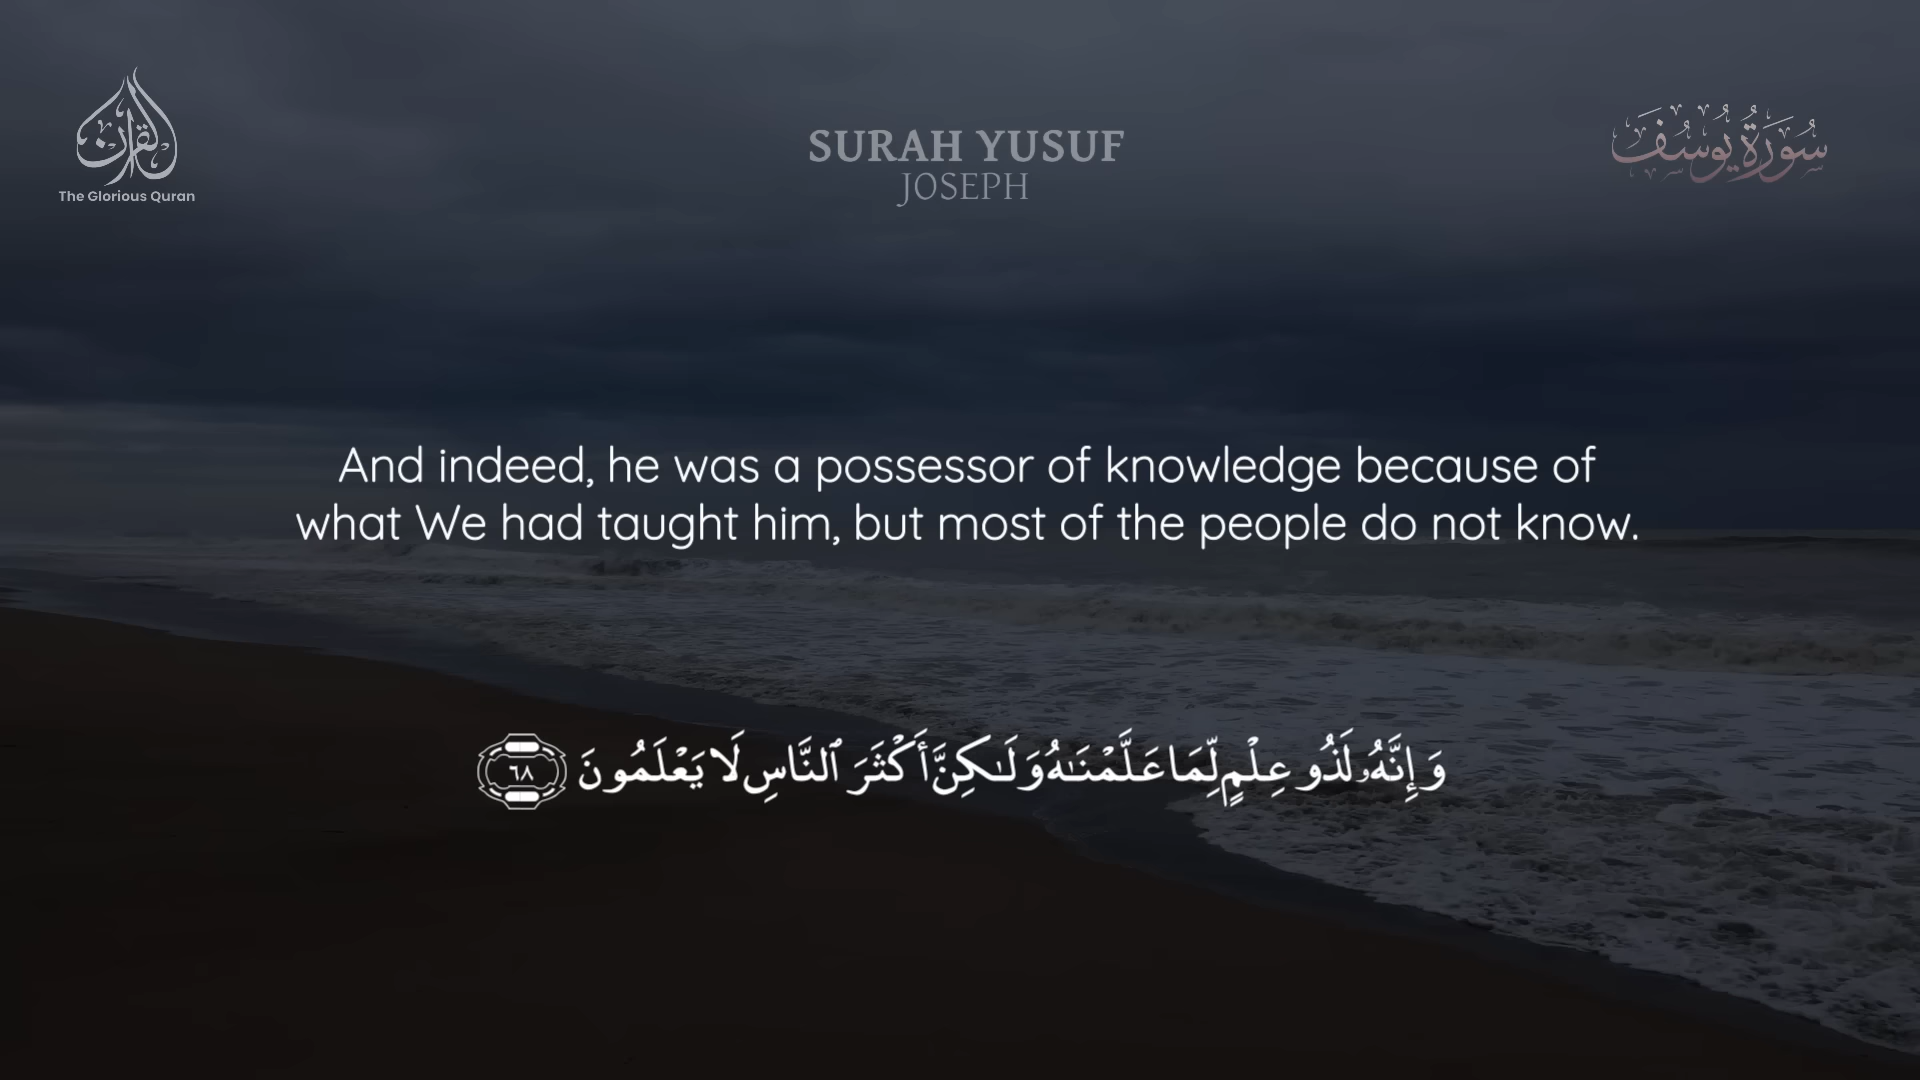 القرآن
The Glorious Quran
SURAH YUSUF
JOSEPH
سُورَةُ يُوسُفَ
And indeed, he was a possessor of knowledge because of
what We had taught him, but most of the people do not know.
وَإِنَّهُۥ لَذُو عِلْمٍ لِّمَا عَلَّمْنَـٰهُ وَلَـٰكِنَّ أَكْثَرَ ٱلنَّاسِ لَا يَعْلَمُونَ ٦٨